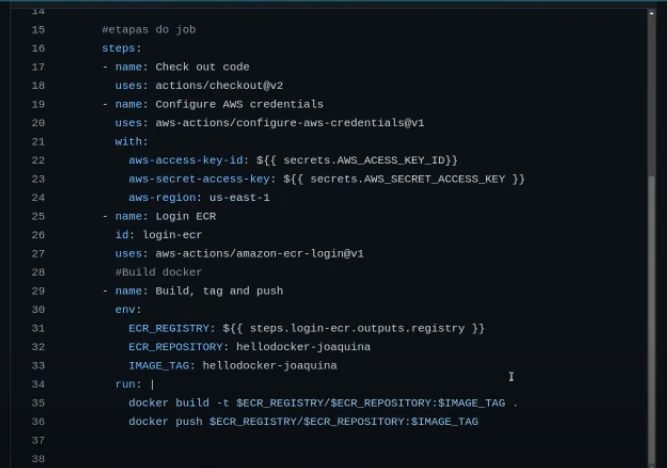 14
15 #etapas do job
16 steps:
17 - name: Check out code
18 uses: actions/checkout@v2
19 - name: Configure AWS credentials
20 uses: aws-actions/configure-aws-credentials@v1
21 with:
22 aws-access-key-id: ${{ secrets.AWS_ACESS_KEY_ID}}
23 aws-secret-access-key: ${{ secrets.AWS_SECRET_ACCESS_KEY }}
24 aws-region: us-east-1
25 - name: Login ECR
26 id: login-ecr
27 uses: aws-actions/amazon-ecr-login@v1
28 #Build docker
29 - name: Build, tag and push
30 env:
31 ECR_REGISTRY: ${{ steps.login-ecr.outputs.registry }}
32 ECR_REPOSITORY: hellodocker-joaquina
33 IMAGE_TAG: hellodocker-joaquina
34 run: |
35 docker build -t $ECR_REGISTRY/$ECR_REPOSITORY:$IMAGE_TAG .
36 docker push $ECR_REGISTRY/$ECR_REPOSITORY:$IMAGE_TAG
37
38